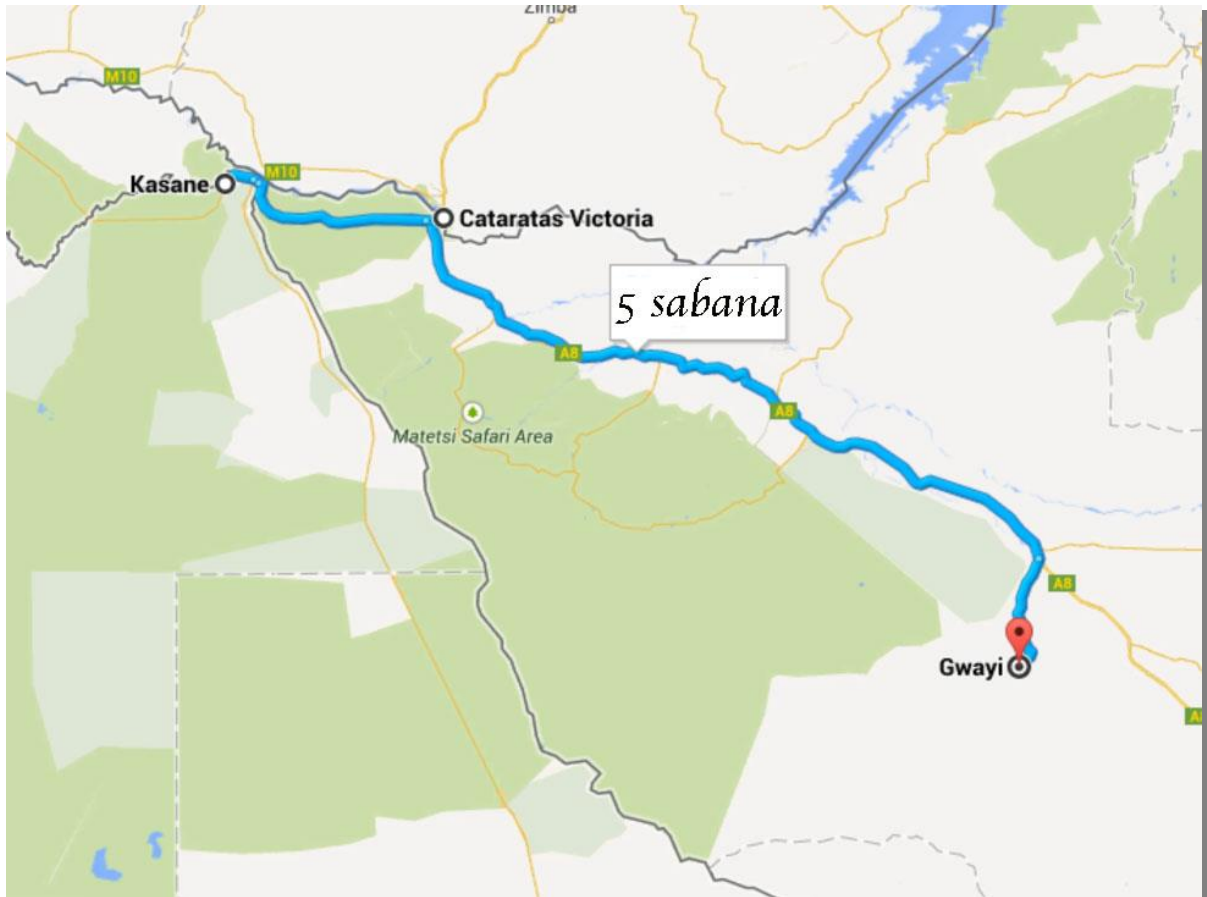 Zimba
M10
M10
Kasane
Cataratas Victoria
5 sabana
A8
A8
Matetsi Safari Area
A8
Gwayi